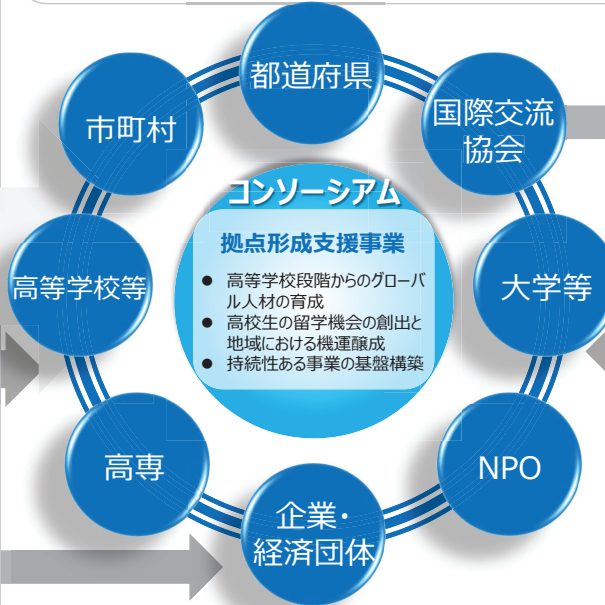 都道府県
市町村
国際交流
協会
コンソーシアム
拠点形成支援事業
● 高等学校段階からのグローバ
ル人材の育成
● 高校生の留学機会の創出と
地域における機運醸成
● 持続性ある事業の基盤構築
高等学校等
大学等
高専
NPO
企業・
経済団体